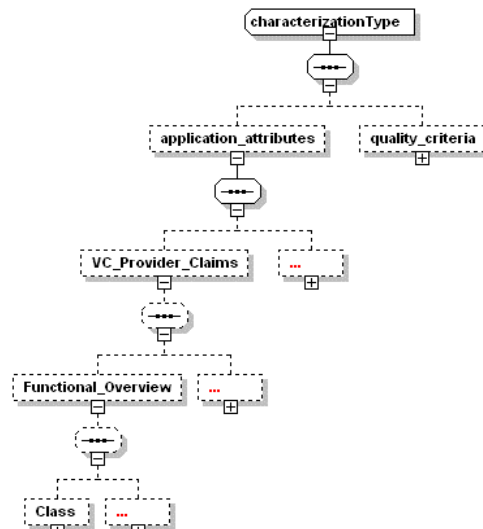 characterizationType
application_attributes
quality_criteria
VC_Provider_Claims
...
Functional_Overview
...
Class
...